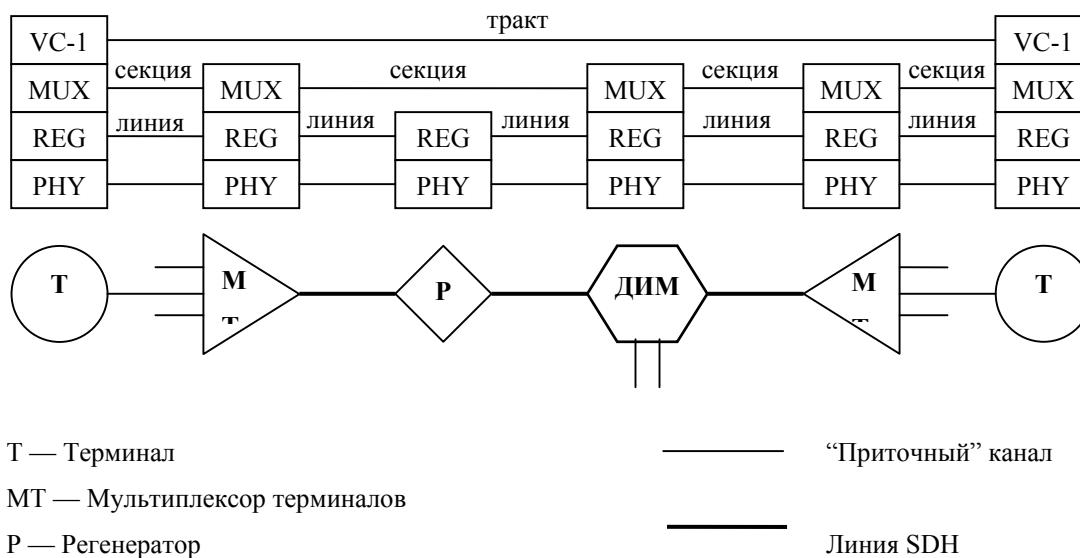 тракт
VC-1 VC-1
секция секция секция секция
MUX MUX MUX MUX MUX
линия линия линия линия линия
REG REG REG REG REG REG
PHY PHY PHY PHY PHY PHY
Т М Р ДИМ М Т
Т — Терминал “Приточный” канал
МТ — Мультиплексор терминалов
Р — Регенератор Линия SDH